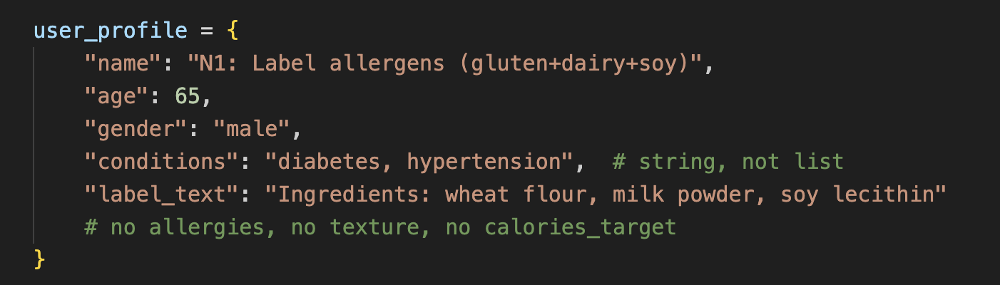 user_profile = {
    "name": "N1: Label allergens (gluten+dairy+soy)",
    "age": 65,
    "gender": "male",
    "conditions": "diabetes, hypertension",  # string, not list
    "label_text": "Ingredients: wheat flour, milk powder, soy lecithin"
    # no allergies, no texture, no calories_target
}